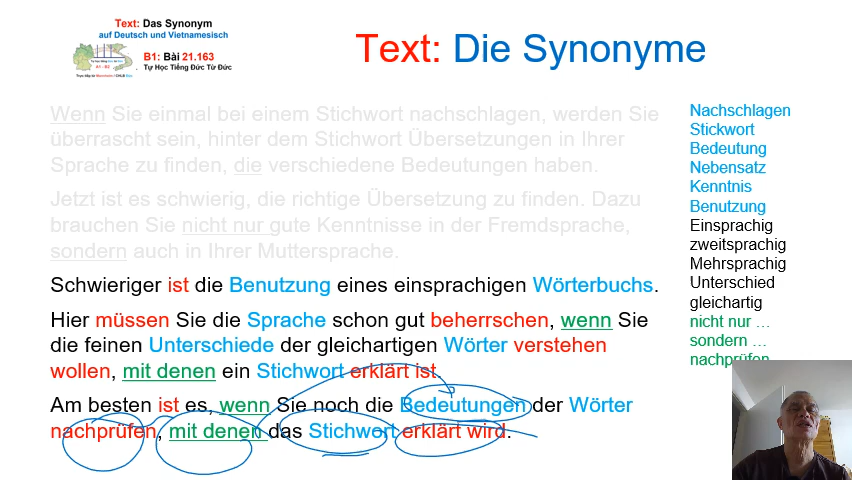 Text: Das Synonym
auf Deutsch und Vietnamesisch
B1: Bài 21.163
Tự Học Tiếng Đức Từ Đức
Text: Die Synonyme
Wenn Sie einmal bei einem Stichwort nachschlagen, werden Sie
überrascht sein, hinter dem Stichwort Übersetzungen in Ihrer
Sprache zu finden, die verschiedene Bedeutungen haben.
Jetzt ist es schwierig, die richtige Übersetzung zu finden. Dazu
brauchen Sie nicht nur gute Kenntnisse in der Fremdsprache,
sondern auch in Ihrer Muttersprache.
Schwieriger ist die Benutzung eines einsprachigen Wörterbuchs.
Hier müssen Sie die Sprache schon gut beherrschen, wenn Sie
die feinen Unterschiede der gleichartigen Wörter verstehen
wollen, mit denen ein Stichwort erklärt ist.
Am besten ist es, wenn Sie noch die Bedeutungen der Wörter
nachprüfen, mit denen das Stichwort erklärt wird.
Nachschlagen
Stickwort
Bedeutung
Nebensatz
Kenntnis
Benutzung
Einsprachig
zweitsprachig
Mehrsprachig
Unterschied
gleichartig
nicht nur ...
sondern ...
nachprüfen